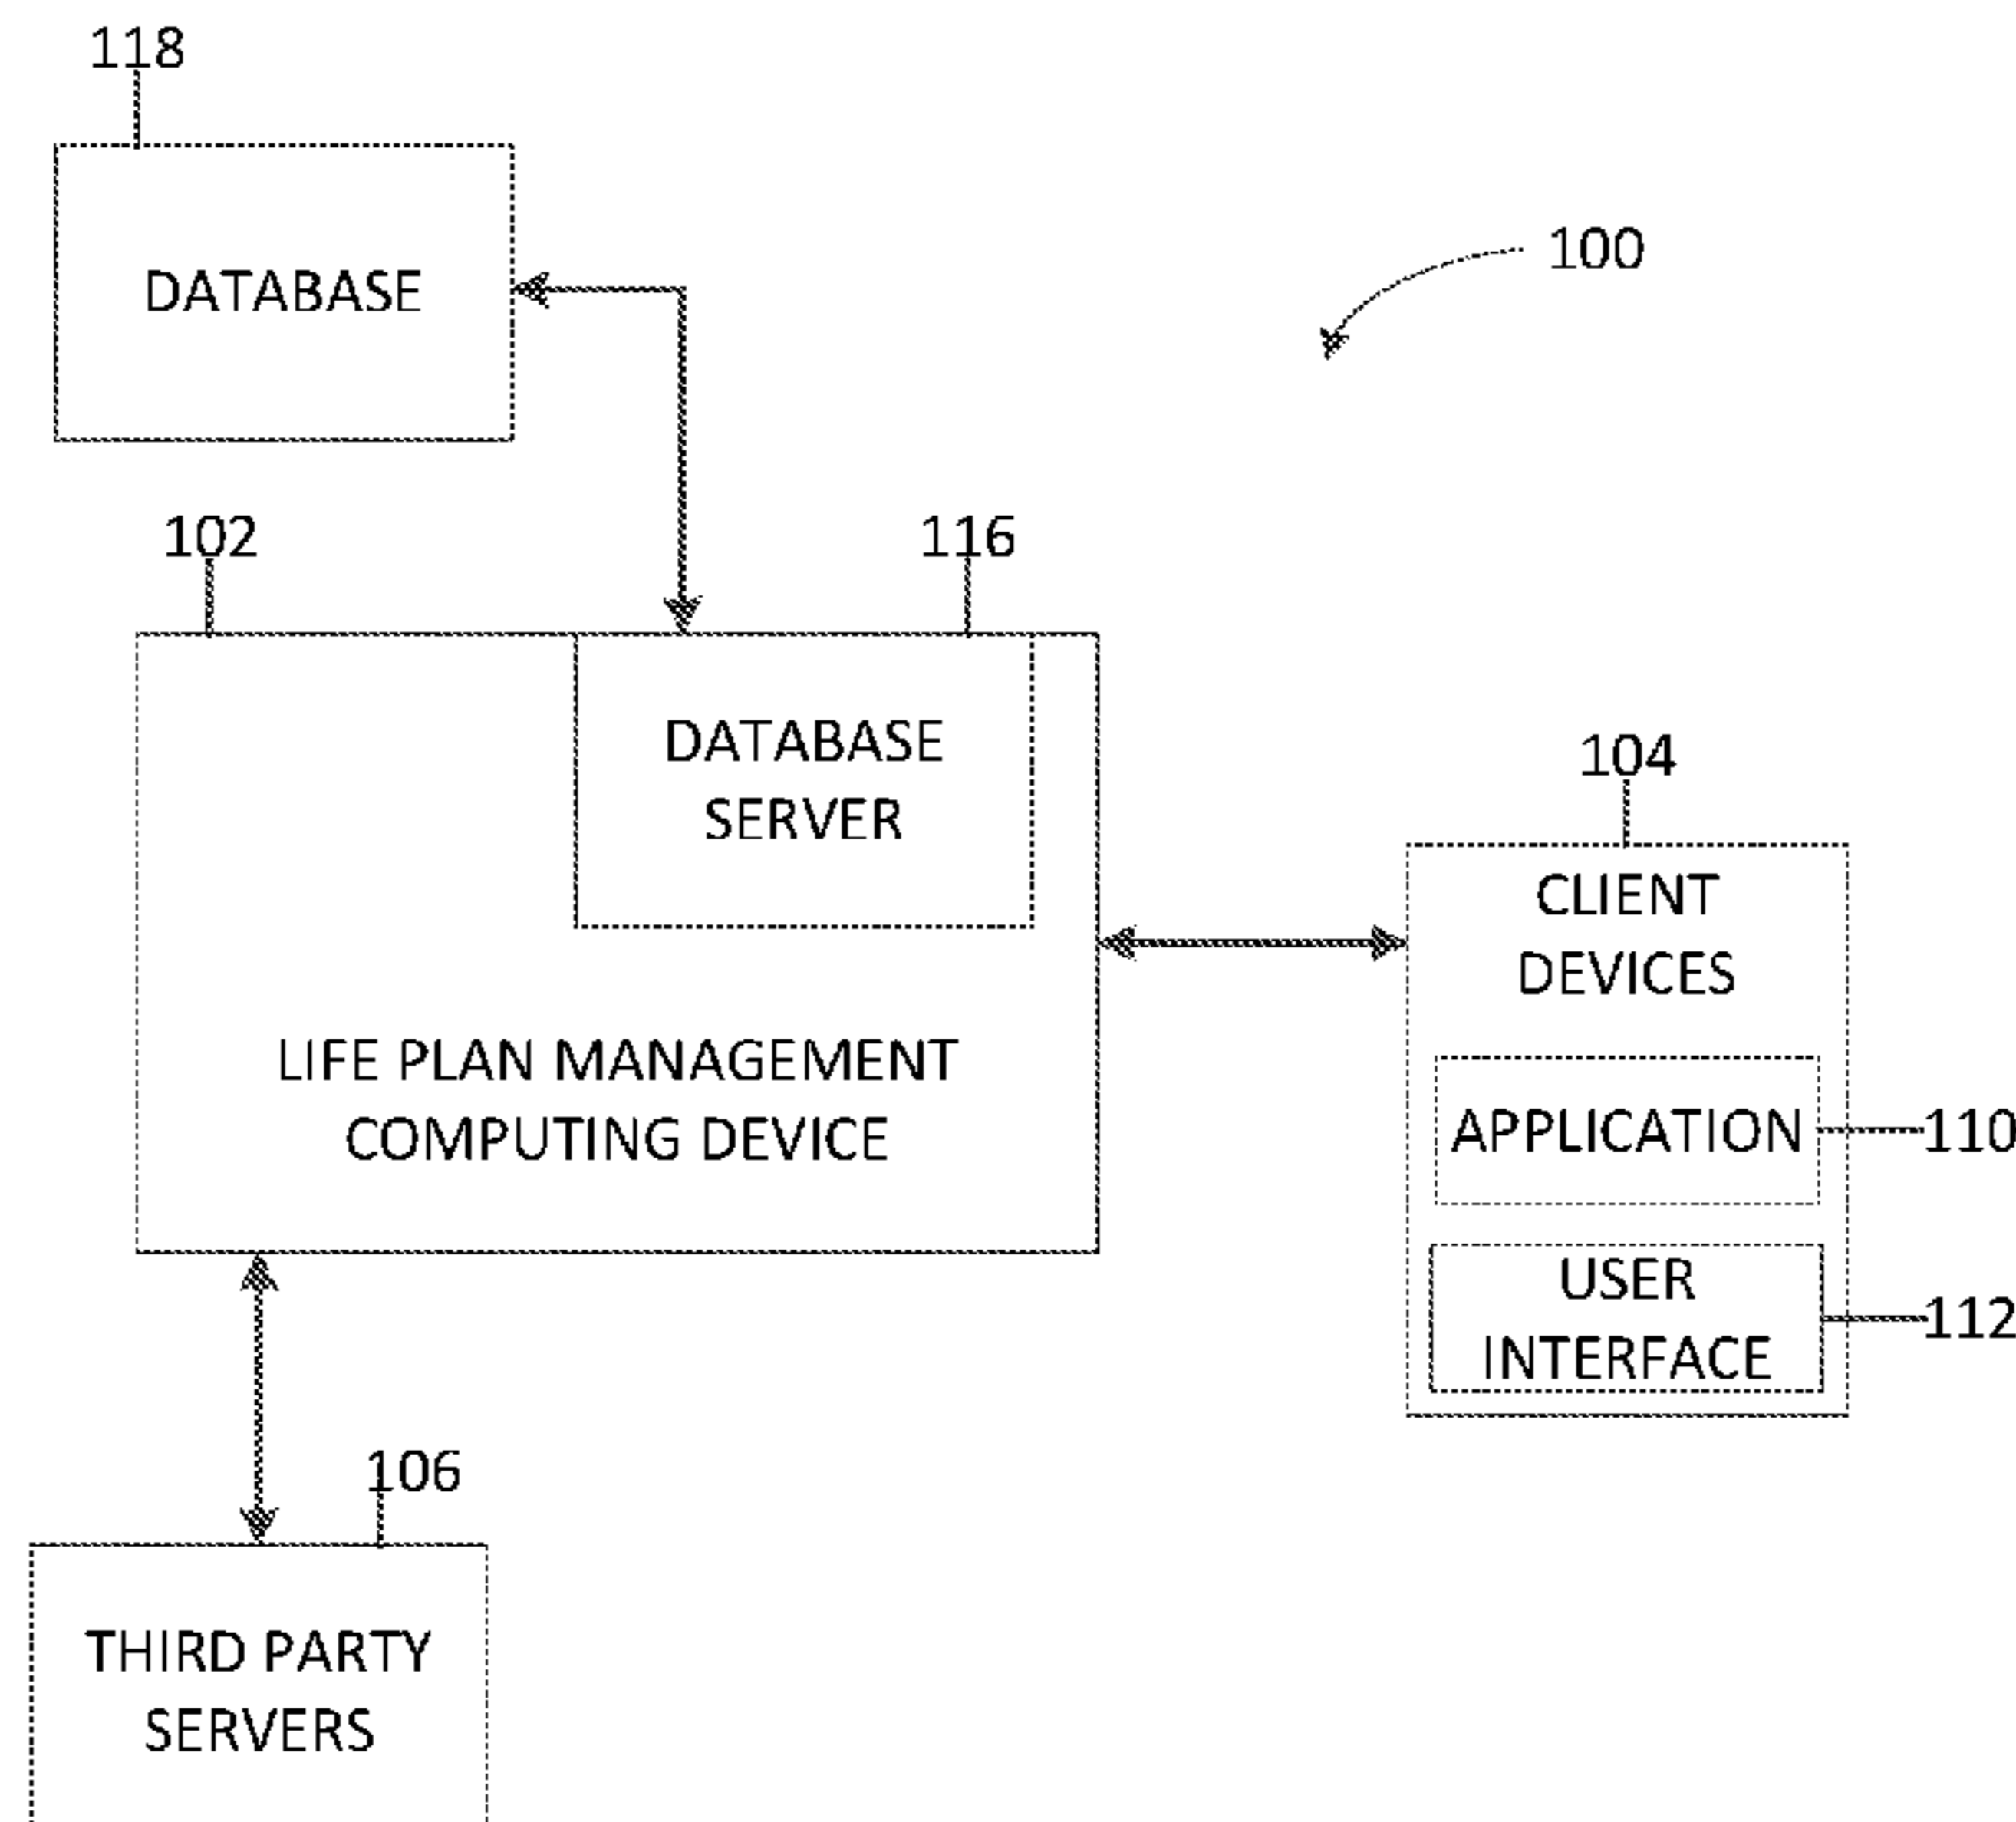 118
DATABASE
100
102
116
DATABASE
SERVER
104
CLIENT
DEVICES
LIFE PLAN MANAGEMENT
COMPUTING DEVICE
APPLICATION
110
USER
INTERFACE
112
106
THIRD PARTY
SERVERS